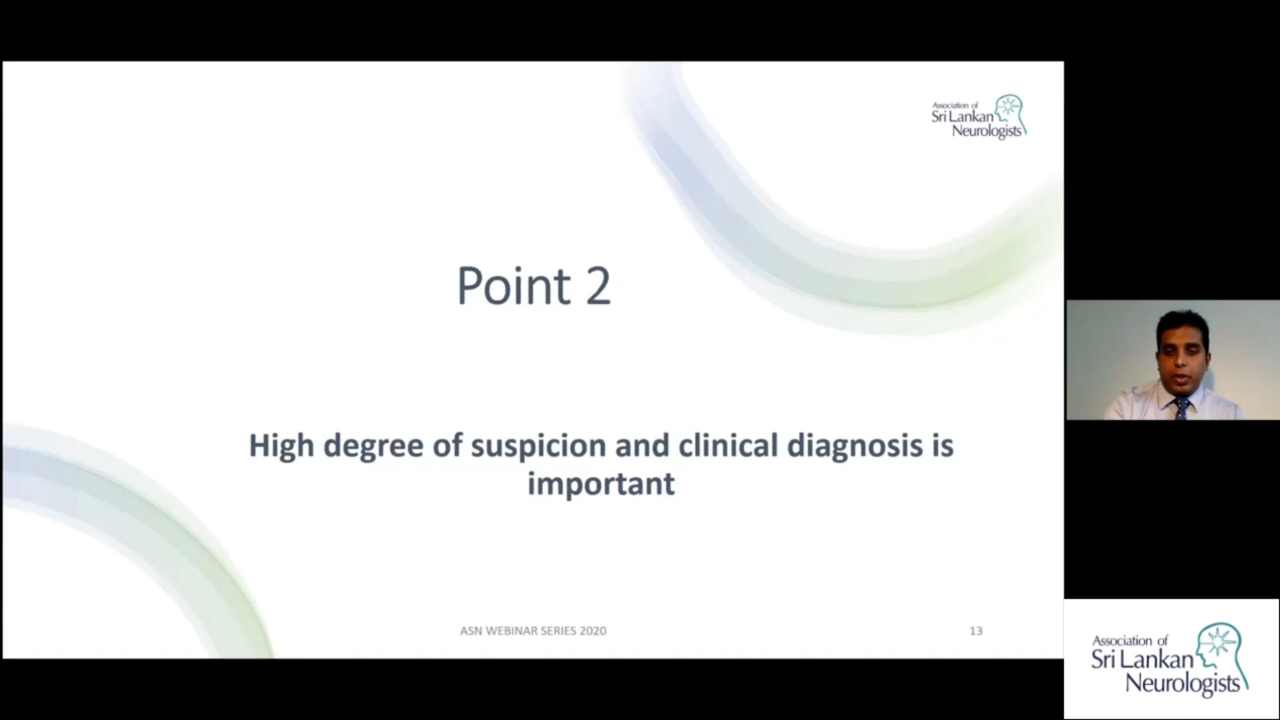 Association of
Sri Lankan
Neurologists
Point 2
High degree of suspicion and clinical diagnosis is
important
ASN WEBINAR SERIES 2020
13
Association of
Sri Lankan
Neurologists